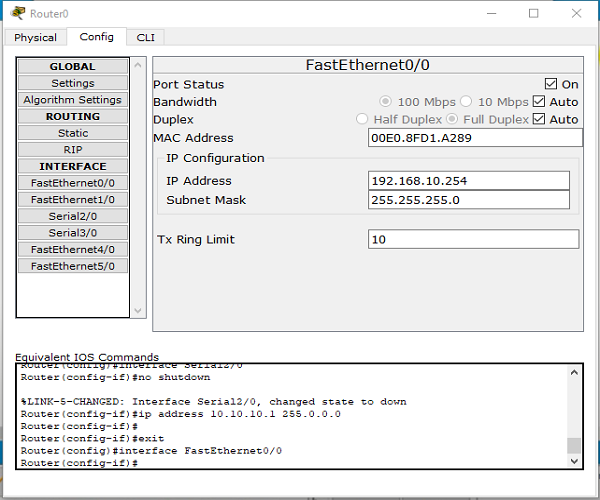 Router0
Physical Config CLI
GLOBAL
Settings
Algorithm Settings
ROUTING
Static
RIP
INTERFACE
FastEthernet0/0
FastEthernet1/0
Serial2/0
Serial3/0
FastEthernet4/0
FastEthernet5/0
FastEthernet0/0
Port Status On
Bandwidth 100 Mbps 10 Mbps Auto
Duplex Half Duplex Full Duplex Auto
MAC Address 00E0.8FD1.A289
IP Configuration
IP Address 192.168.10.254
Subnet Mask 255.255.255.0
Tx Ring Limit 10
Equivalent IOS Commands
Router(config)#interface Serial2/0
Router(config-if)#no shutdown
%LINK-5-CHANGED: Interface Serial2/0, changed state to down
Router(config-if)#ip address 10.10.10.1 255.0.0.0
Router(config-if)#
Router(config-if)#exit
Router(config)#interface FastEthernet0/0
Router(config-if)#